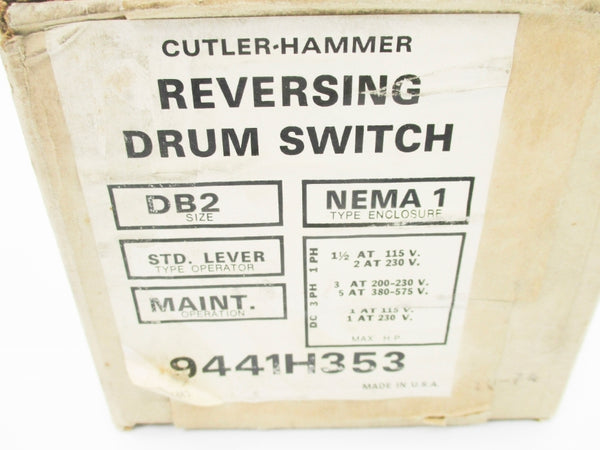 CUTLER-HAMMER
REVERSING
DRUM SWITCH
DB2
SIZE
NEMA 1
TYPE ENCLOSURE
STD. LEVER
TYPE OPERATOR
MAINT.
OPERATION
1 PH
1½ AT 115 V.
2 AT 230 V.
3 PH
3 AT 200-230 V.
5 AT 380-575 V.
DC
1 AT 115 V.
1 AT 230 V.
MAX H.P.
9441H353
MADE IN U.S.A.